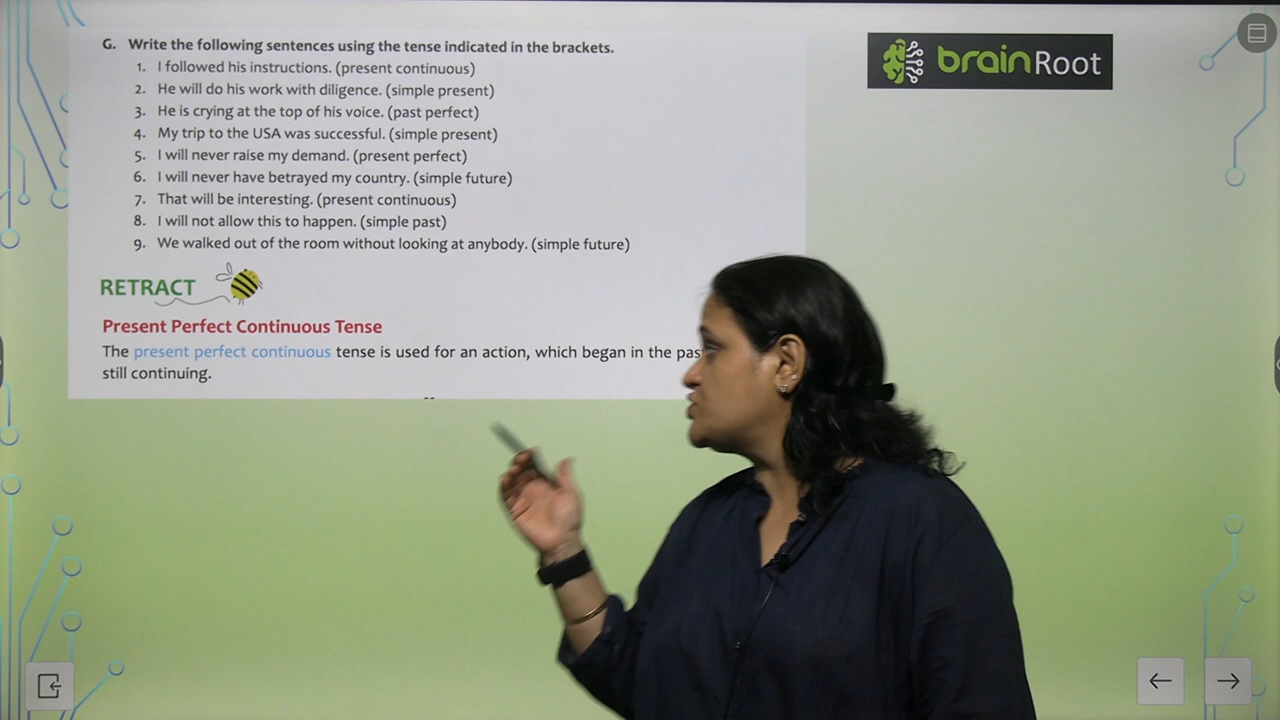 G. Write the following sentences using the tense indicated in the brackets.
1. I followed his instructions. (present continuous)
2. He will do his work with diligence. (simple present)
3. He is crying at the top of his voice. (past perfect)
4. My trip to the USA was successful. (simple present)
5. I will never raise my demand. (present perfect)
6. I will never have betrayed my country. (simple future)
7. That will be interesting. (present continuous)
8. I will not allow this to happen. (simple past)
9. We walked out of the room without looking at anybody. (simple future)
RETRACT
Present Perfect Continuous Tense
The present perfect continuous tense is used for an action, which began in the
still continuing.
brainRoot